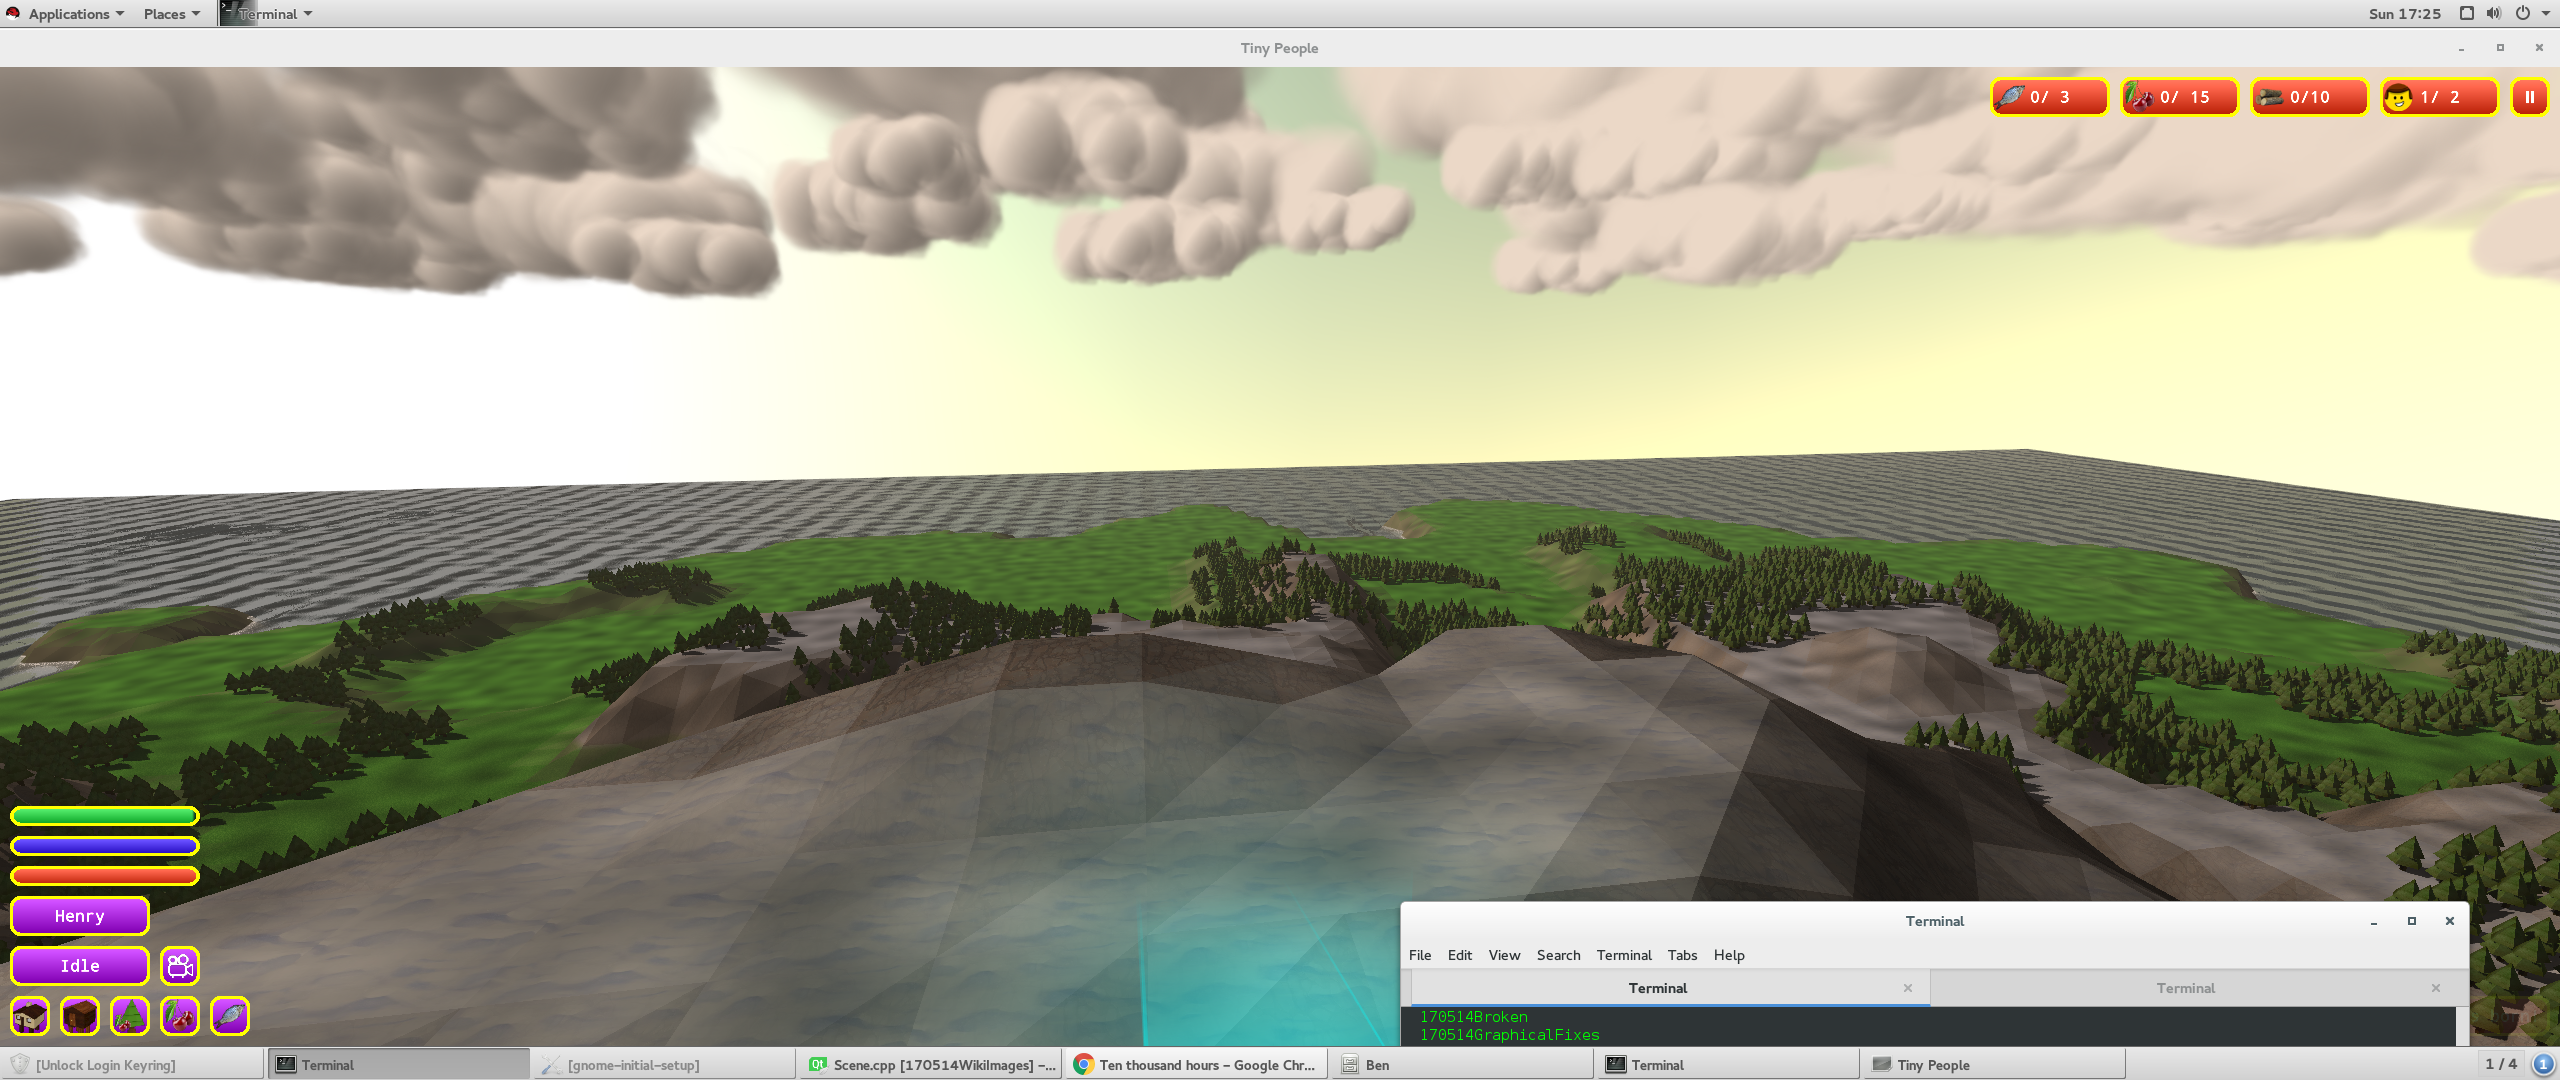 Applications Places Terminal Sun 17:25
Tiny People
0/ 3 0/ 15 0/10 1/ 2
Henry
Idle
Terminal
File Edit View Search Terminal Tabs Help
Terminal Terminal
170514Broken
170514GraphicalFixes
[Unlock Login Keyring] Terminal [gnome-initial-setup] Scene.cpp [170514WikiImages] –... Ten thousand hours – Google Chr... Ben Terminal Tiny People 1 / 4 1